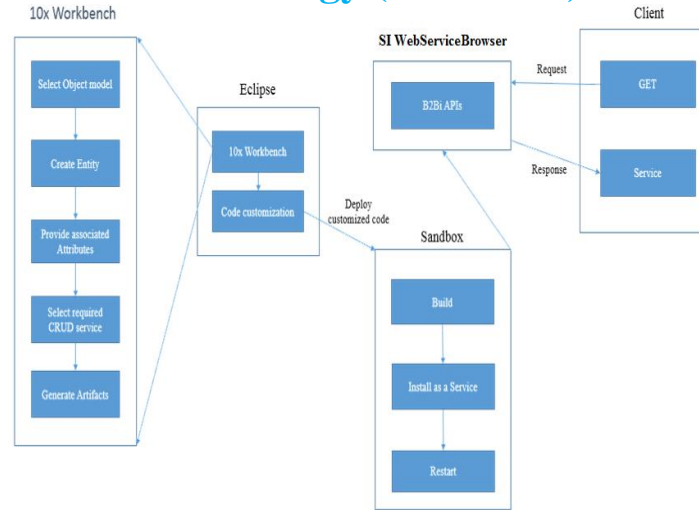 10x Workbench
Select Object model
Create Entity
Provide associated
Attributes
Select required
CRUD service
Generate Artifacts
Eclipse
10x Workbench
Code customization
Deploy
customized code
SI WebServiceBrowser
B2Bi APIs
Sandbox
Build
Install as a Service
Restart
Client
Request
GET
Response
Service